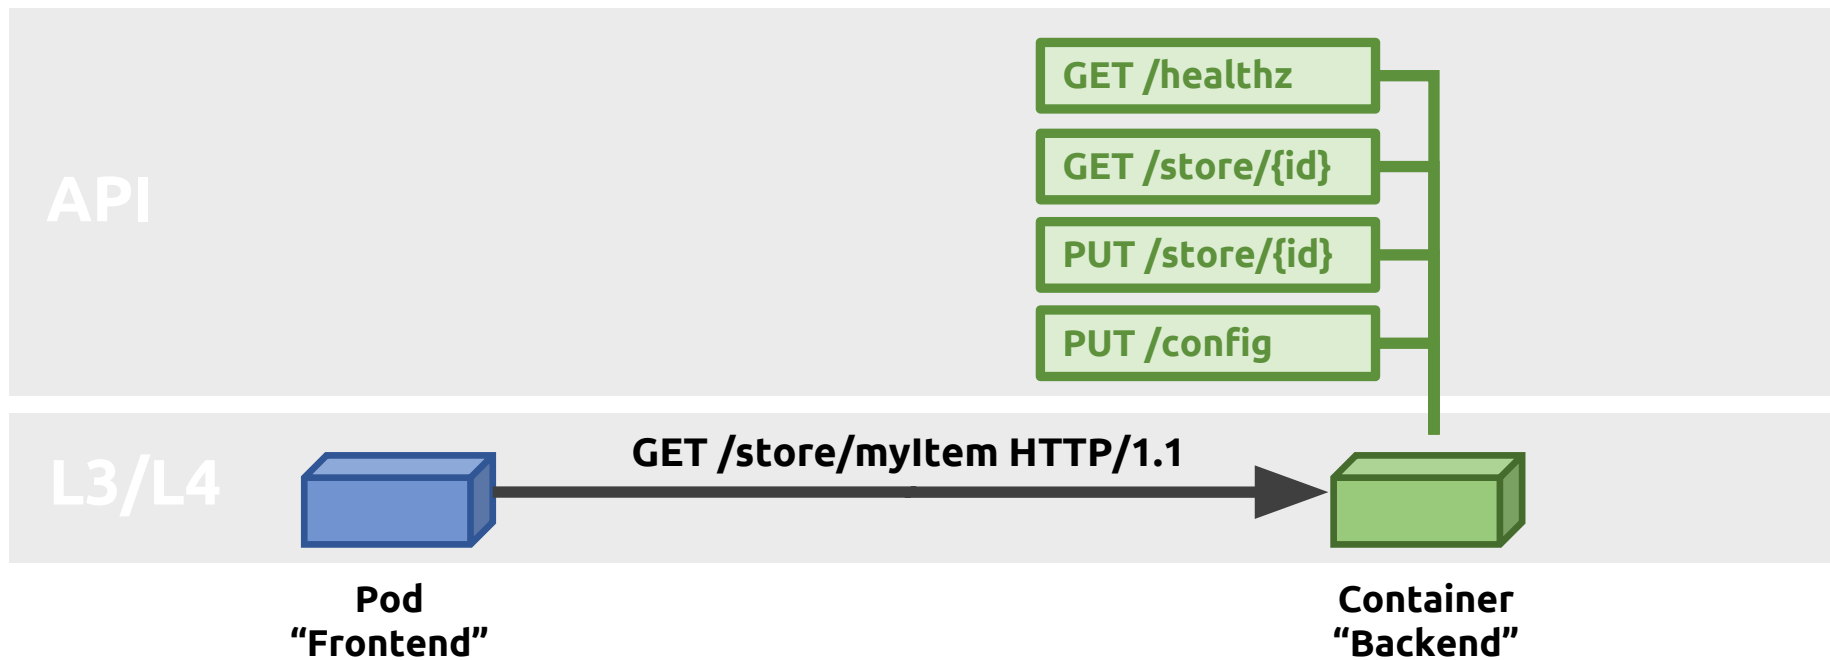 API
GET /healthz
GET /store/{id}
PUT /store/{id}
PUT /config
L3/L4
GET /store/myItem HTTP/1.1
Pod
“Frontend”
Container
“Backend”